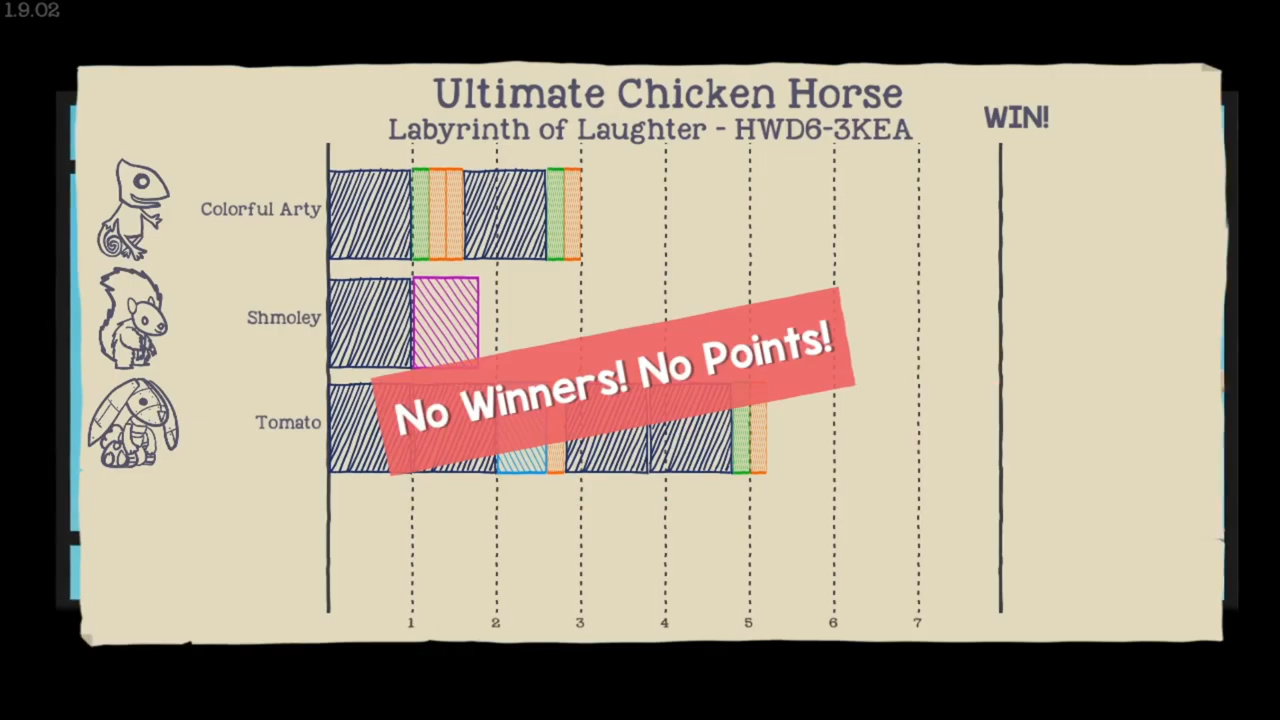 1.9.02
Ultimate Chicken Horse
Labyrinth of Laughter - HWD6-3KEA
WIN!
Colorful Arty
Shmoley
Tomato
No Winners! No Points!
1 2 3 4 5 6 7